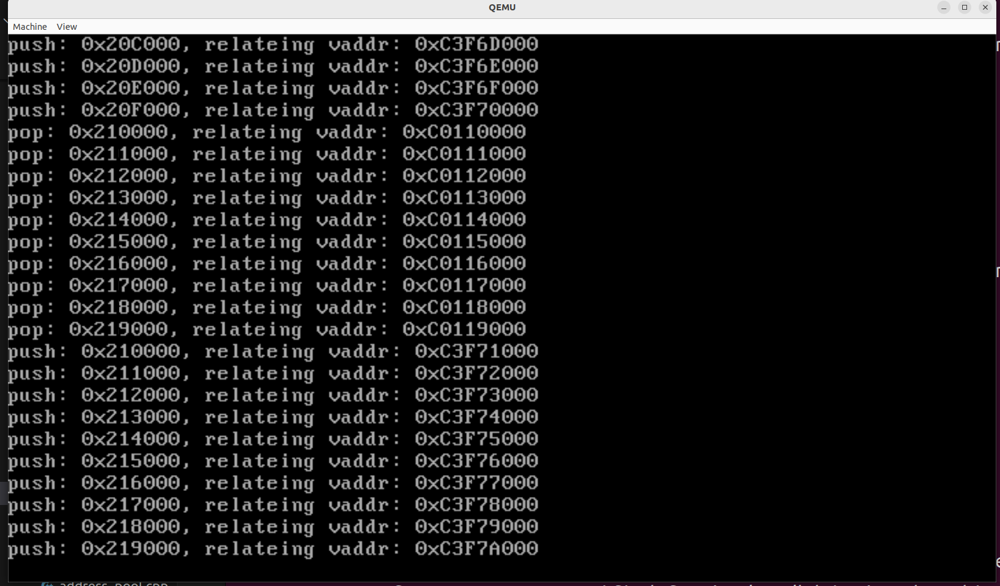 QEMU
Machine View
push: 0x20C000, relateing vaddr: 0xC3F6D000
push: 0x20D000, relateing vaddr: 0xC3F6E000
push: 0x20E000, relateing vaddr: 0xC3F6F000
push: 0x20F000, relateing vaddr: 0xC3F70000
pop: 0x210000, relateing vaddr: 0xC0110000
pop: 0x211000, relateing vaddr: 0xC0111000
pop: 0x212000, relateing vaddr: 0xC0112000
pop: 0x213000, relateing vaddr: 0xC0113000
pop: 0x214000, relateing vaddr: 0xC0114000
pop: 0x215000, relateing vaddr: 0xC0115000
pop: 0x216000, relateing vaddr: 0xC0116000
pop: 0x217000, relateing vaddr: 0xC0117000
pop: 0x218000, relateing vaddr: 0xC0118000
pop: 0x219000, relateing vaddr: 0xC0119000
push: 0x210000, relateing vaddr: 0xC3F71000
push: 0x211000, relateing vaddr: 0xC3F72000
push: 0x212000, relateing vaddr: 0xC3F73000
push: 0x213000, relateing vaddr: 0xC3F74000
push: 0x214000, relateing vaddr: 0xC3F75000
push: 0x215000, relateing vaddr: 0xC3F76000
push: 0x216000, relateing vaddr: 0xC3F77000
push: 0x217000, relateing vaddr: 0xC3F78000
push: 0x218000, relateing vaddr: 0xC3F79000
push: 0x219000, relateing vaddr: 0xC3F7A000
address_pool.cpp